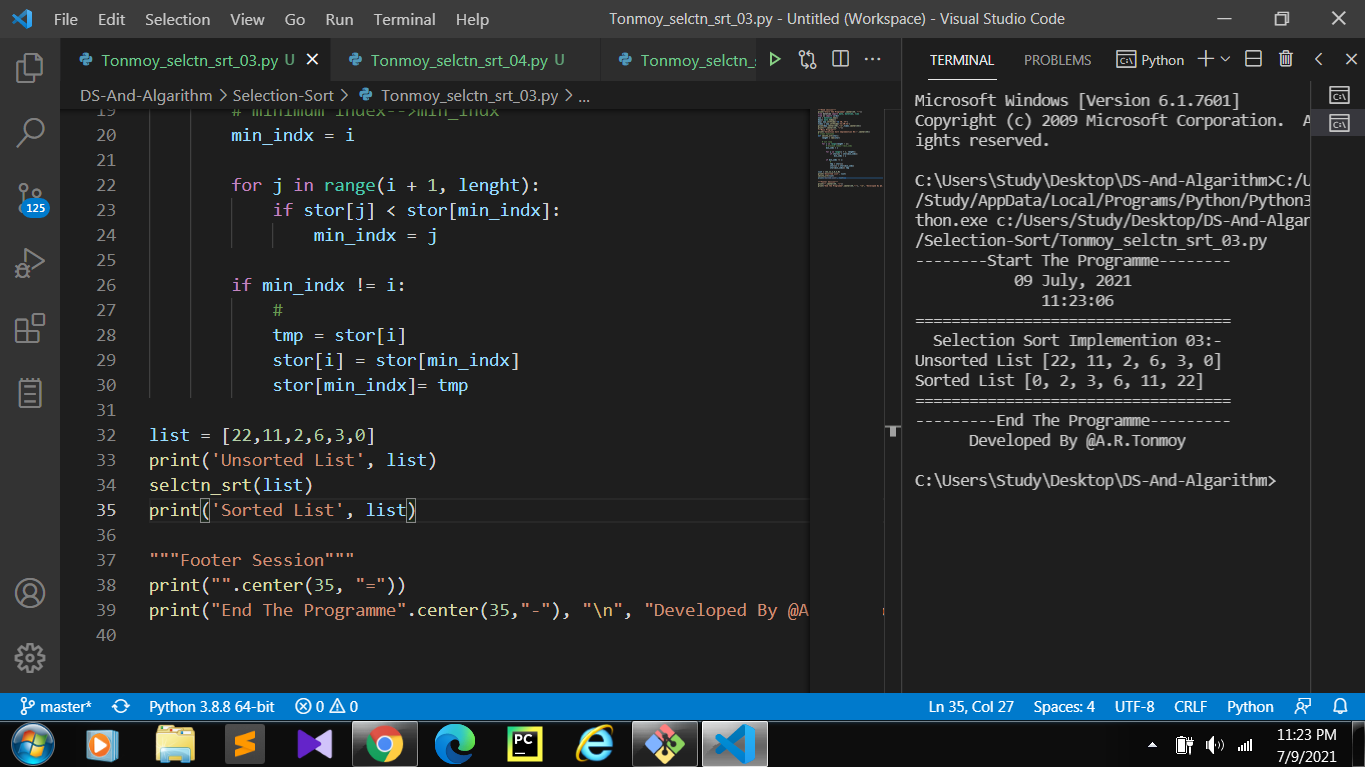 File Edit Selection View Go Run Terminal Help
Tonmoy_selctn_srt_03.py - Untitled (Workspace) - Visual Studio Code
Tonmoy_selctn_srt_03.py U
Tonmoy_selctn_srt_04.py U
Tonmoy_selctn_
DS-And-Algarithm > Selection-Sort > Tonmoy_selctn_srt_03.py > ...
19 # minimum index-->min_indx
20 min_indx = i
21
22 for j in range(i + 1, lenght):
23 if stor[j] < stor[min_indx]:
24 min_indx = j
25
26 if min_indx != i:
27 #
28 tmp = stor[i]
29 stor[i] = stor[min_indx]
30 stor[min_indx]= tmp
31
32 list = [22,11,2,6,3,0]
33 print('Unsorted List', list)
34 selctn_srt(list)
35 print('Sorted List', list)
36
37 """Footer Session"""
38 print("".center(35, "="))
39 print("End The Programme".center(35,"-"), "\n", "Developed By @A
40
125
TERMINAL PROBLEMS Python
Microsoft Windows [Version 6.1.7601]
Copyright (c) 2009 Microsoft Corporation. A
ights reserved.
C:\Users\Study\Desktop\DS-And-Algarithm>C:/U
/Study/AppData/Local/Programs/Python/Python3
thon.exe c:/Users/Study/Desktop/DS-And-Algar
/Selection-Sort/Tonmoy_selctn_srt_03.py
--------Start The Programme--------
09 July, 2021
11:23:06
===================================
Selection Sort Implemention 03:-
Unsorted List [22, 11, 2, 6, 3, 0]
Sorted List [0, 2, 3, 6, 11, 22]
===================================
---------End The Programme---------
Developed By @A.R.Tonmoy
C:\Users\Study\Desktop\DS-And-Algarithm>
master* Python 3.8.8 64-bit 0 0 Ln 35, Col 27 Spaces: 4 UTF-8 CRLF Python
PC
11:23 PM
7/9/2021